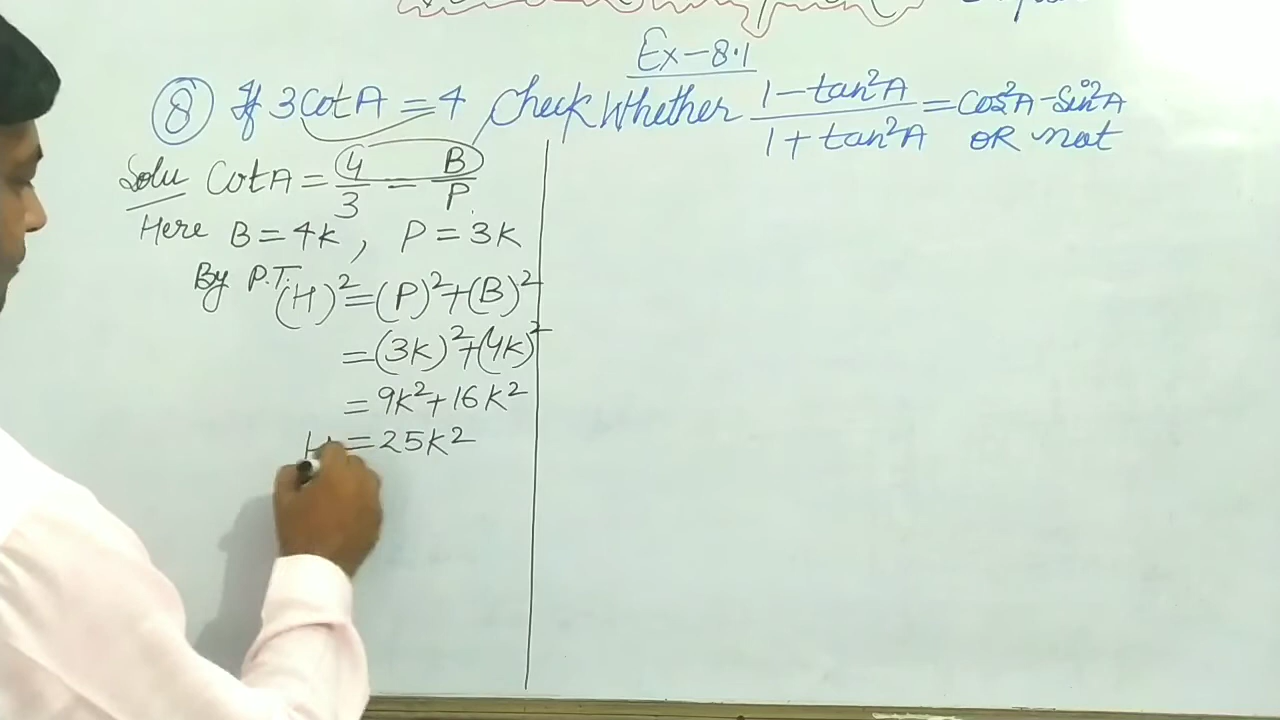 Ex-8.1
⑧ If 3CotA = 4 Check Whether (1-tan²A)/(1+tan²A) = Cos²A-Sin²A OR not
Solu CotA = 4/3 = B/P
Here B = 4k, P = 3k
By P.T. (H)² = (P)²+(B)²
= (3k)²+(4k)²
= 9k²+16k²
= 25k²